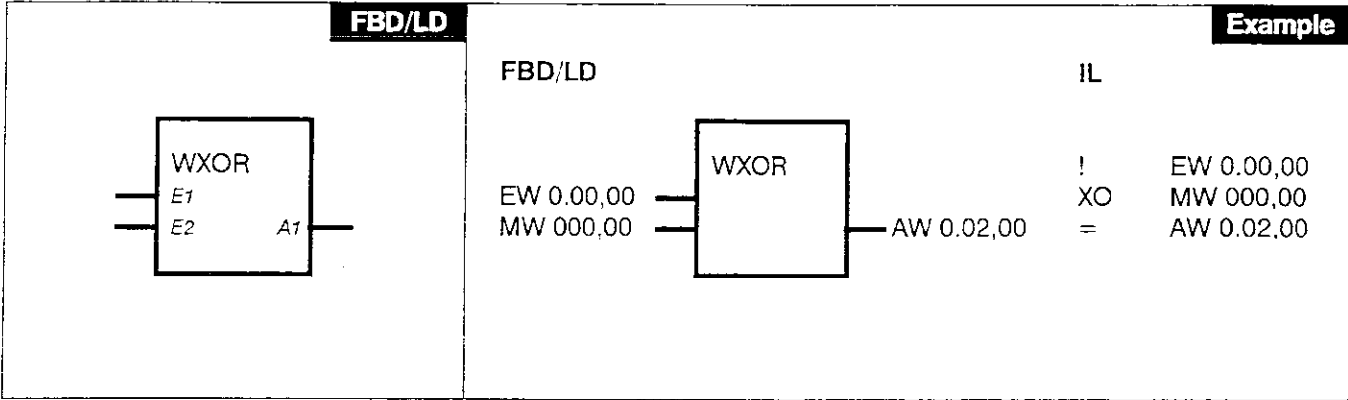 FBD/LD
WXOR
E1
E2 A1
Example
FBD/LD IL
WXOR
EW 0.00,00
MW 000,00
AW 0.02,00
! EW 0.00,00
XO MW 000,00
= AW 0.02,00